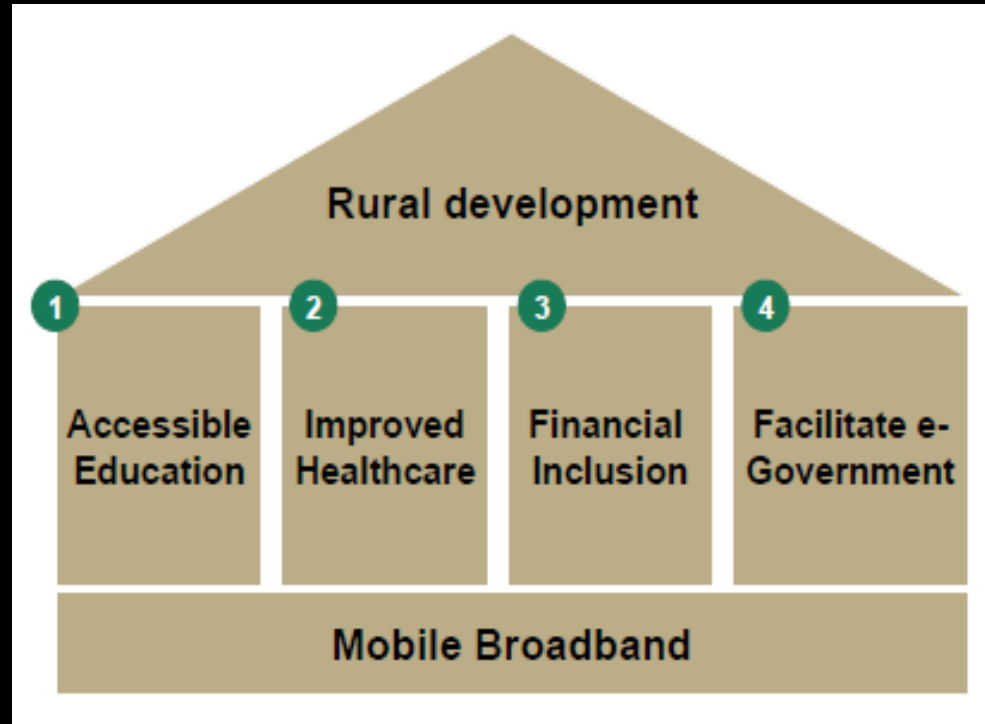 Rural development
1
2
3
4
Accessible
Education
Improved
Healthcare
Financial
Inclusion
Facilitate e-
Government
Mobile Broadband